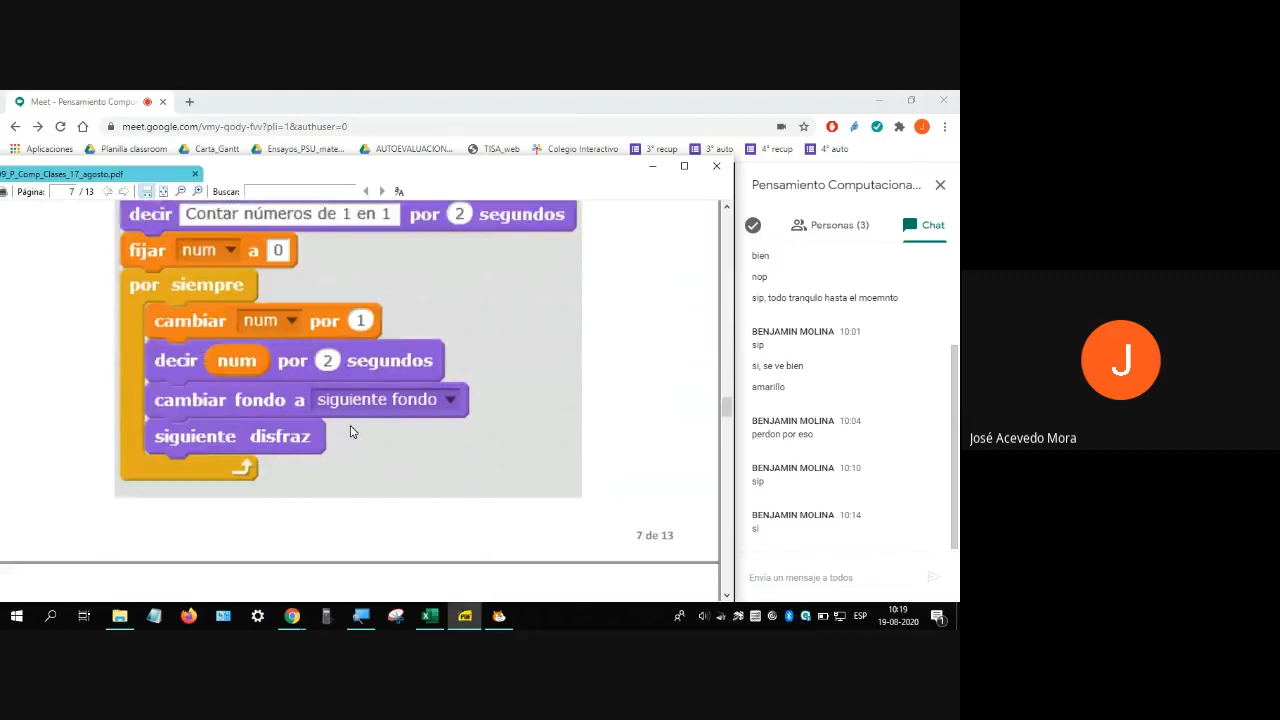 Meet - Pensamiento Compu
meet.google.com/vmy-qody-fvv?pli=1&authuser=0
Aplicaciones
Planilla classroom
Carta_Gantt
Ensayos_PSU_mate...
AUTOEVALUACION...
TISA_web
Colegio Interactivo
3° recup
3° auto
4° recup
4° auto
09_P_Comp_Clases_17_agosto.pdf
Página: 7 / 13
Buscar:
decir Contar números de 1 en 1 por 2 segundos
fijar num a 0
por siempre
cambiar num por 1
decir num por 2 segundos
cambiar fondo a siguiente fondo
siguiente disfraz
7 de 13
Pensamiento Computaciona...
Personas (3)
Chat
bien
nop
sip, todo tranqulo hasta el moemnto
BENJAMIN MOLINA 10:01
sip
si, se ve bien
amarillo
BENJAMIN MOLINA 10:04
perdon por eso
BENJAMIN MOLINA 10:10
sip
BENJAMIN MOLINA 10:14
si
Envía un mensaje a todos
J
José Acevedo Mora
ESP
10:19
19-08-2020